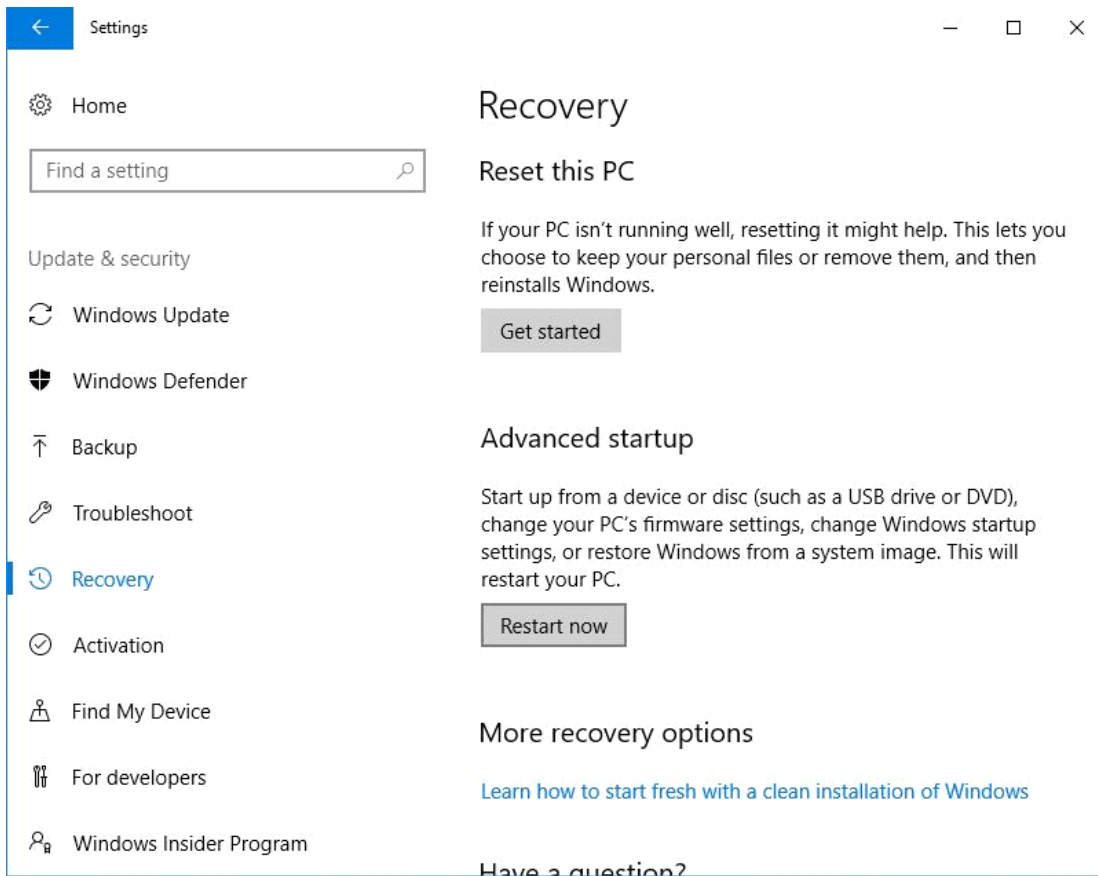 Settings
Home
Find a setting
Update & security
Windows Update
Windows Defender
Backup
Troubleshoot
Recovery
Activation
Find My Device
For developers
Windows Insider Program
Recovery
Reset this PC
If your PC isn’t running well, resetting it might help. This lets you
choose to keep your personal files or remove them, and then
reinstalls Windows.
Get started
Advanced startup
Start up from a device or disc (such as a USB drive or DVD),
change your PC’s firmware settings, change Windows startup
settings, or restore Windows from a system image. This will
restart your PC.
Restart now
More recovery options
Learn how to start fresh with a clean installation of Windows
Have a question?